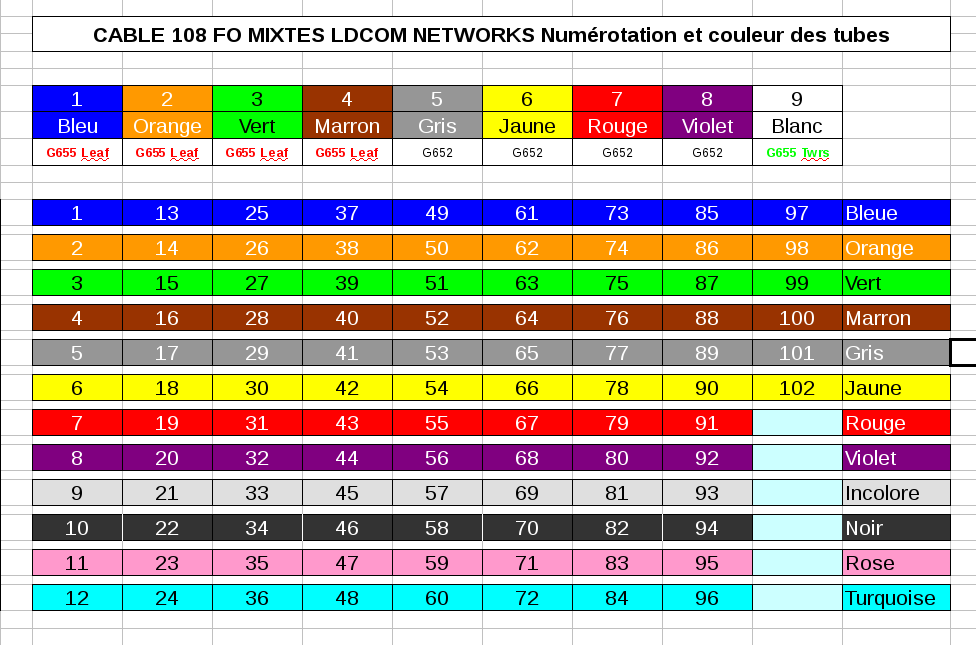 CABLE 108 FO MIXTES LDCOM NETWORKS Numérotation et couleur des tubes
1 2 3 4 5 6 7 8 9
Bleu Orange Vert Marron Gris Jaune Rouge Violet Blanc
G655 Leaf G655 Leaf G655 Leaf G655 Leaf G652 G652 G652 G652 G655 Twrs
1 13 25 37 49 61 73 85 97 Bleue
2 14 26 38 50 62 74 86 98 Orange
3 15 27 39 51 63 75 87 99 Vert
4 16 28 40 52 64 76 88 100 Marron
5 17 29 41 53 65 77 89 101 Gris
6 18 30 42 54 66 78 90 102 Jaune
7 19 31 43 55 67 79 91 Rouge
8 20 32 44 56 68 80 92 Violet
9 21 33 45 57 69 81 93 Incolore
10 22 34 46 58 70 82 94 Noir
11 23 35 47 59 71 83 95 Rose
12 24 36 48 60 72 84 96 Turquoise